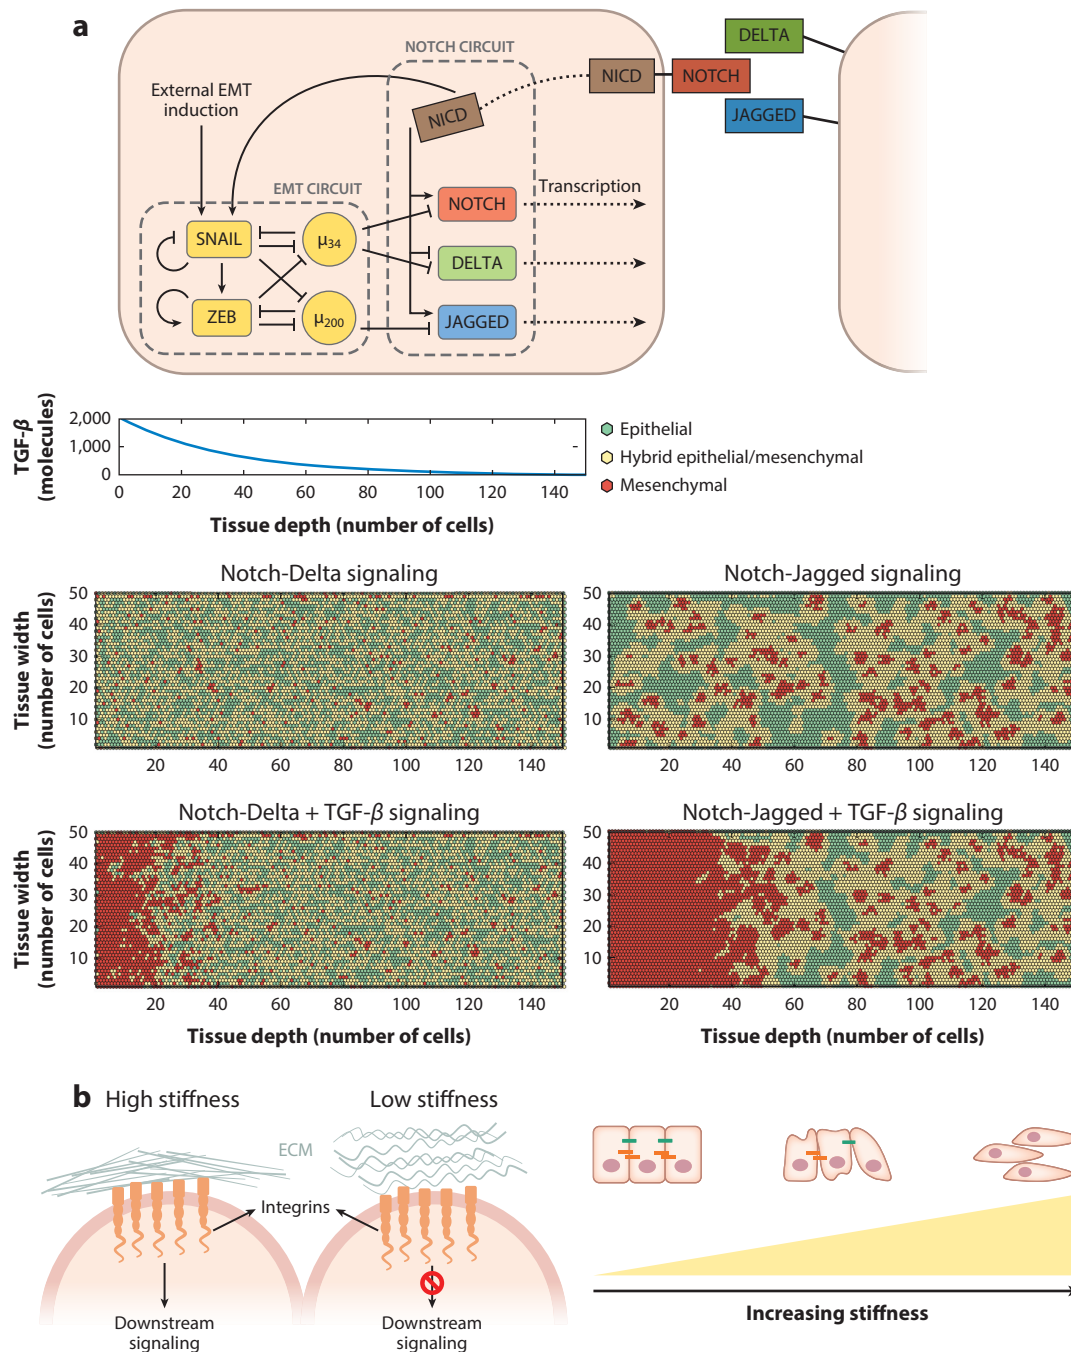 a
NOTCH CIRCUIT
DELTA
NICD
NOTCH
JAGGED
External EMT
induction
NICD
EMT CIRCUIT
NOTCH
Transcription
SNAIL
μ34
DELTA
ZEB
μ200
JAGGED
TGF-β
(molecules)
2,000
1,000
0
0 20 40 60 80 100 120 140
Tissue depth (number of cells)
Epithelial
Hybrid epithelial/mesenchymal
Mesenchymal
Notch-Delta signaling
Tissue width
(number of cells)
50
40
30
20
10
20 40 60 80 100 120 140
Notch-Jagged signaling
50
40
30
20
10
20 40 60 80 100 120 140
Notch-Delta + TGF-β signaling
Tissue width
(number of cells)
50
40
30
20
10
20 40 60 80 100 120 140
Tissue depth (number of cells)
Notch-Jagged + TGF-β signaling
50
40
30
20
10
20 40 60 80 100 120 140
Tissue depth (number of cells)
b
High stiffness
Low stiffness
ECM
Integrins
Downstream
signaling
Downstream
signaling
Increasing stiffness